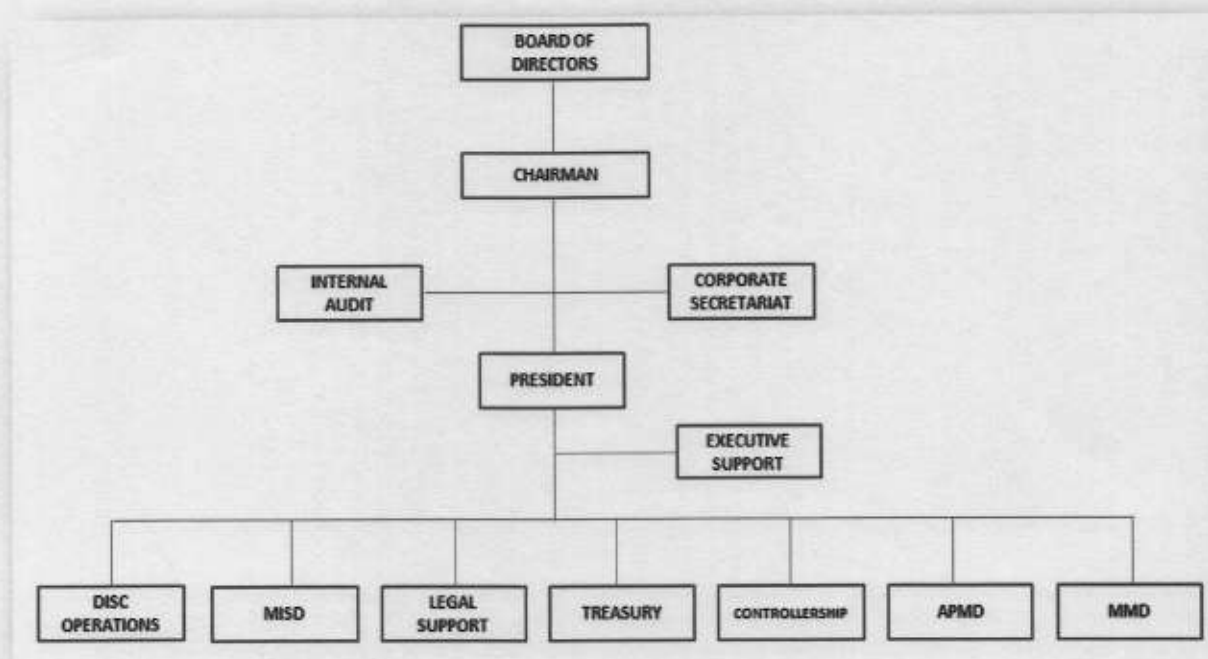 BOARD OF
DIRECTORS
CHAIRMAN
INTERNAL
AUDIT
CORPORATE
SECRETARIAT
PRESIDENT
EXECUTIVE
SUPPORT
DISC
OPERATIONS
MISD
LEGAL
SUPPORT
TREASURY
CONTROLLERSHIP
APMD
MMD